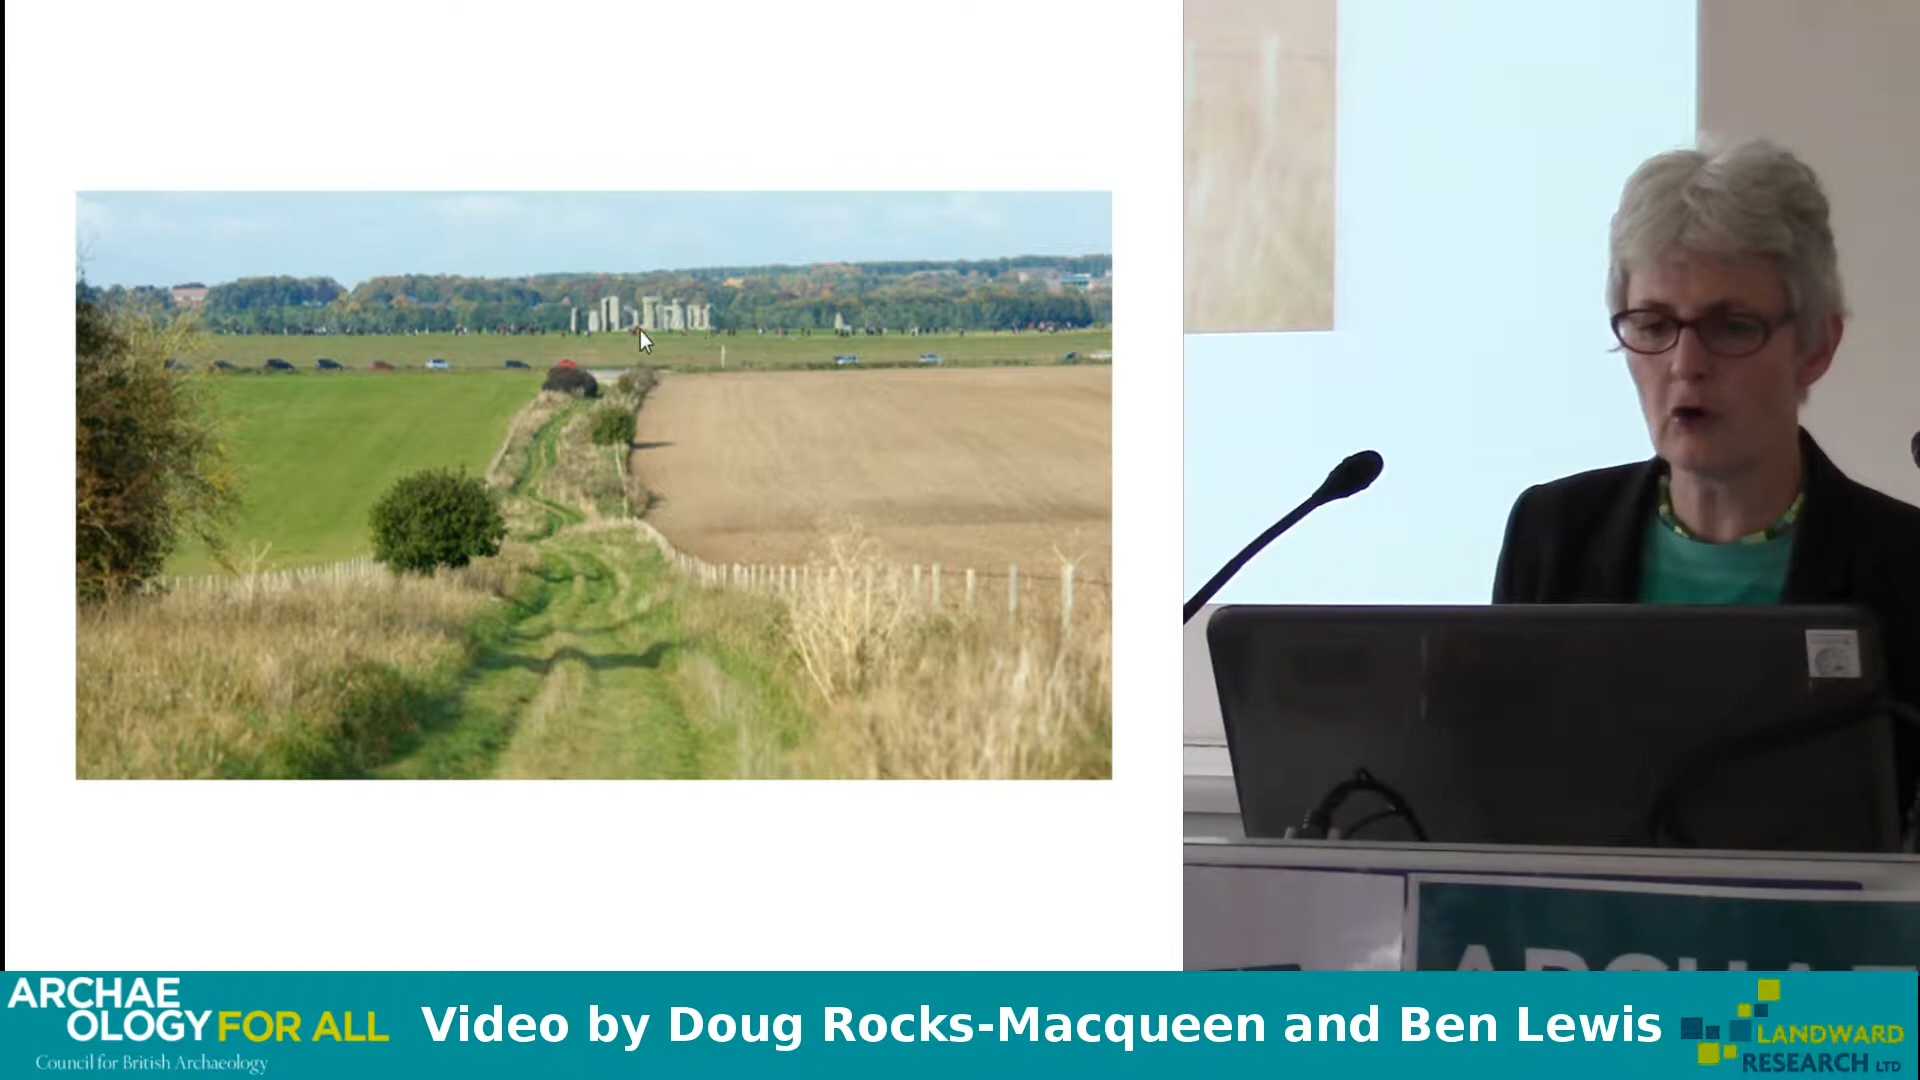 ARCHAE
ARCHAE
OLOGY FOR ALL
Council for British Archaeology
Video by Doug Rocks-Macqueen and Ben Lewis
LANDWARD
RESEARCH LTD